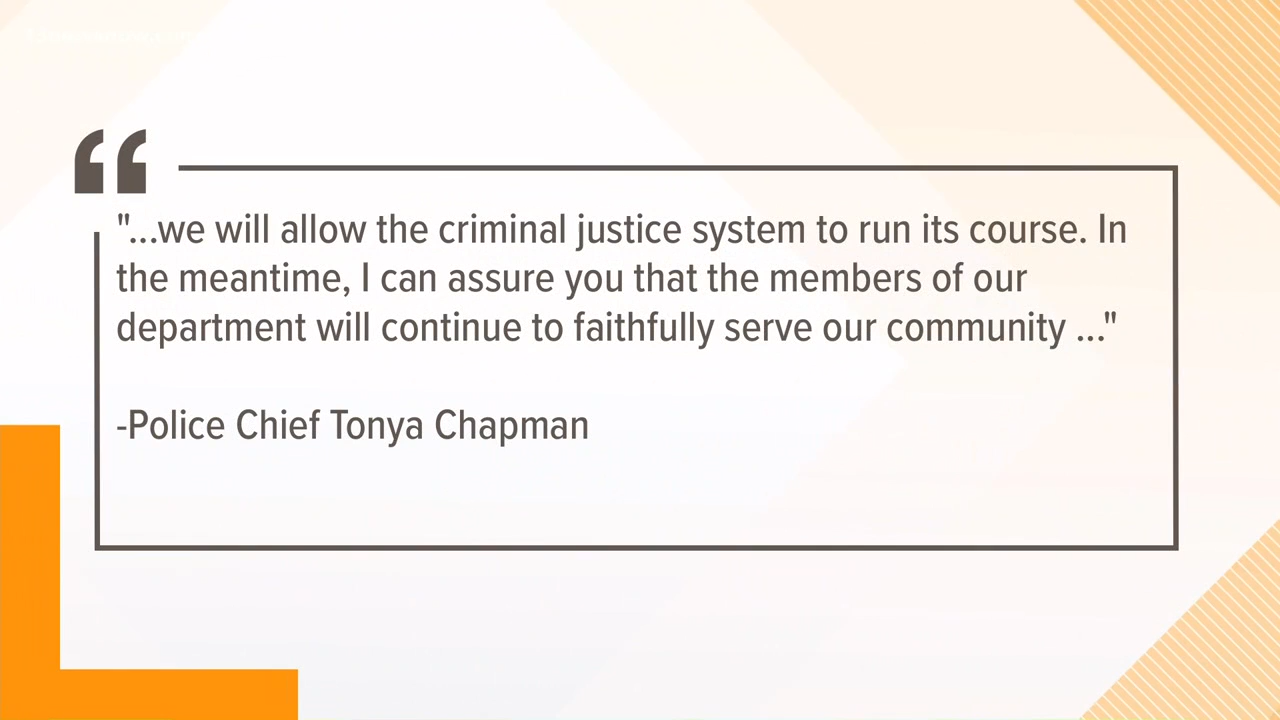 "...we will allow the criminal justice system to run its course. In
the meantime, I can assure you that the members of our
department will continue to faithfully serve our community ..."
-Police Chief Tonya Chapman